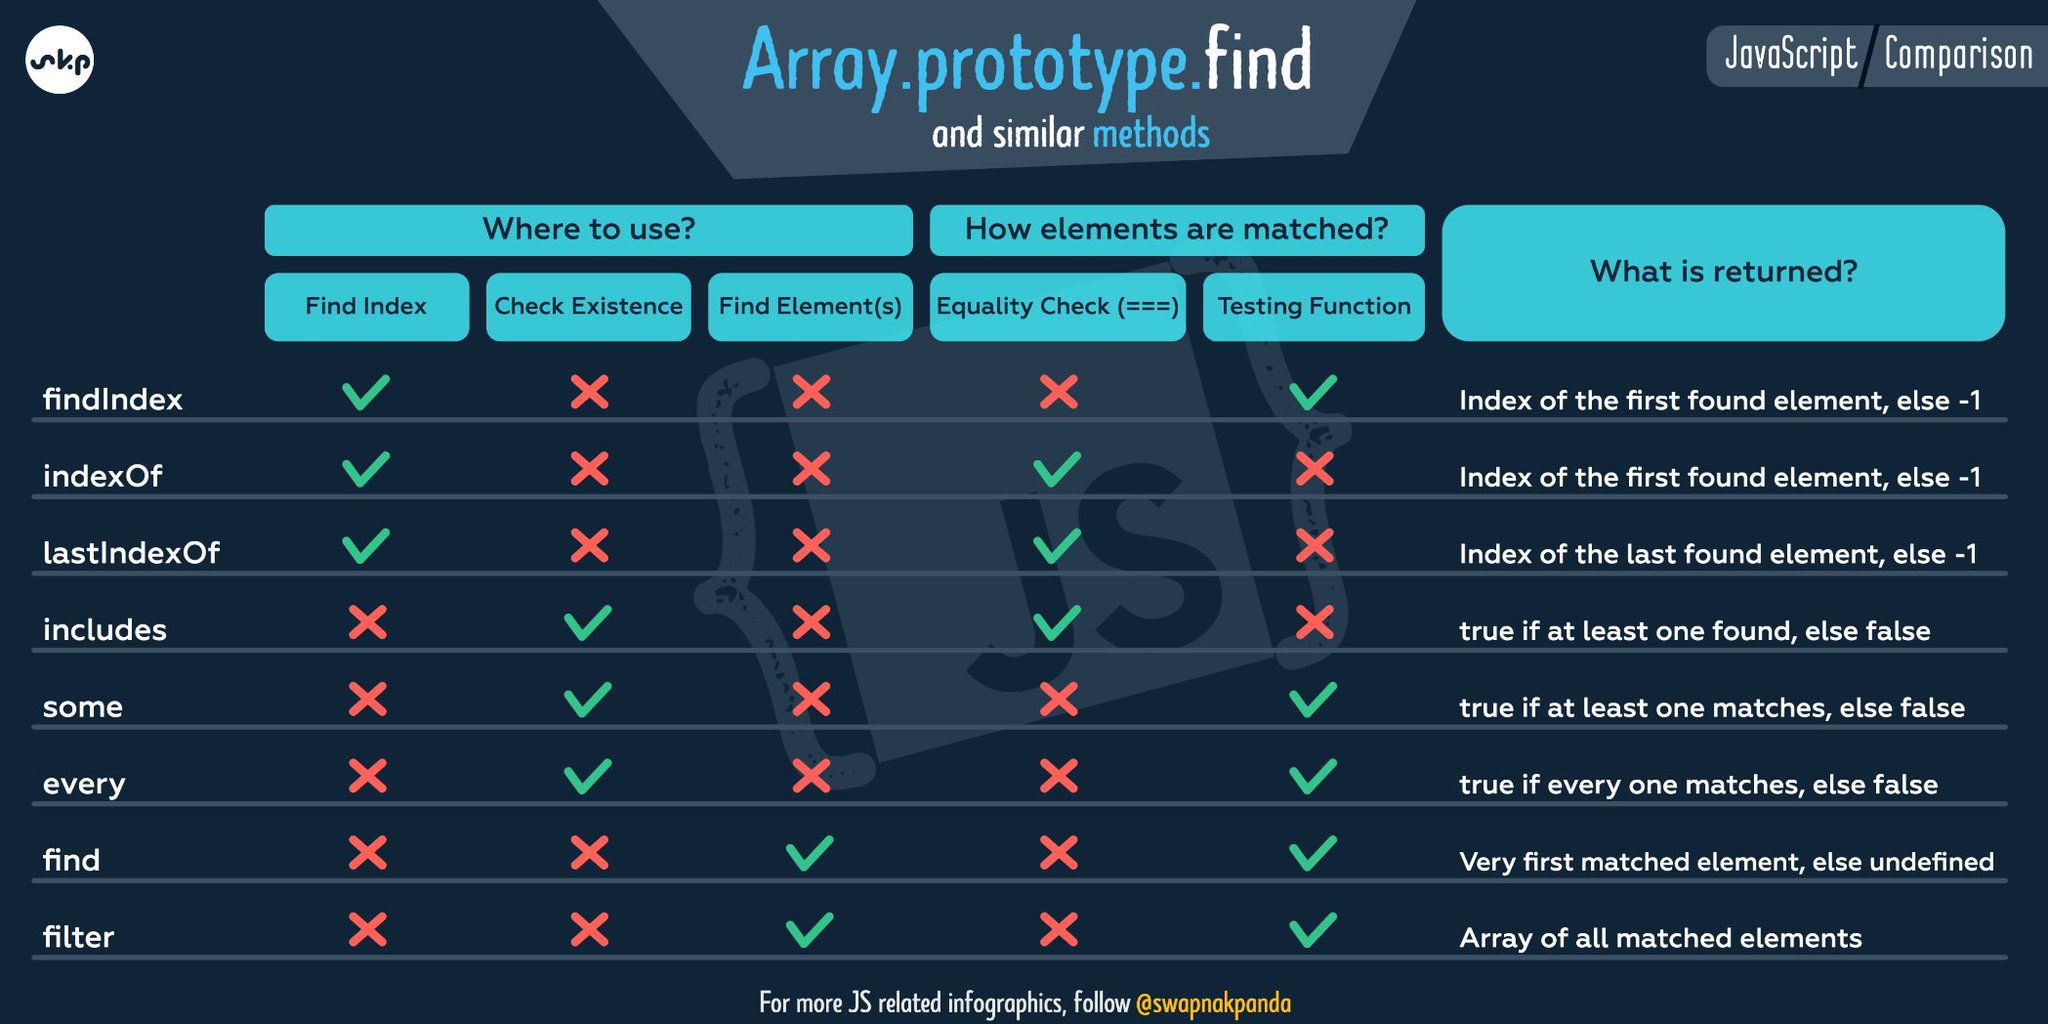 skp
Array.prototype.find
and similar methods
JavaScript / Comparison
Where to use?
How elements are matched?
What is returned?
Find Index
Check Existence
Find Element(s)
Equality Check (===)
Testing Function
JS
findIndex
Index of the first found element, else -1
indexOf
Index of the first found element, else -1
lastIndexOf
Index of the last found element, else -1
includes
true if at least one found, else false
some
true if at least one matches, else false
every
true if every one matches, else false
find
Very first matched element, else undefined
filter
Array of all matched elements
For more JS related infographics, follow @swapnakpanda